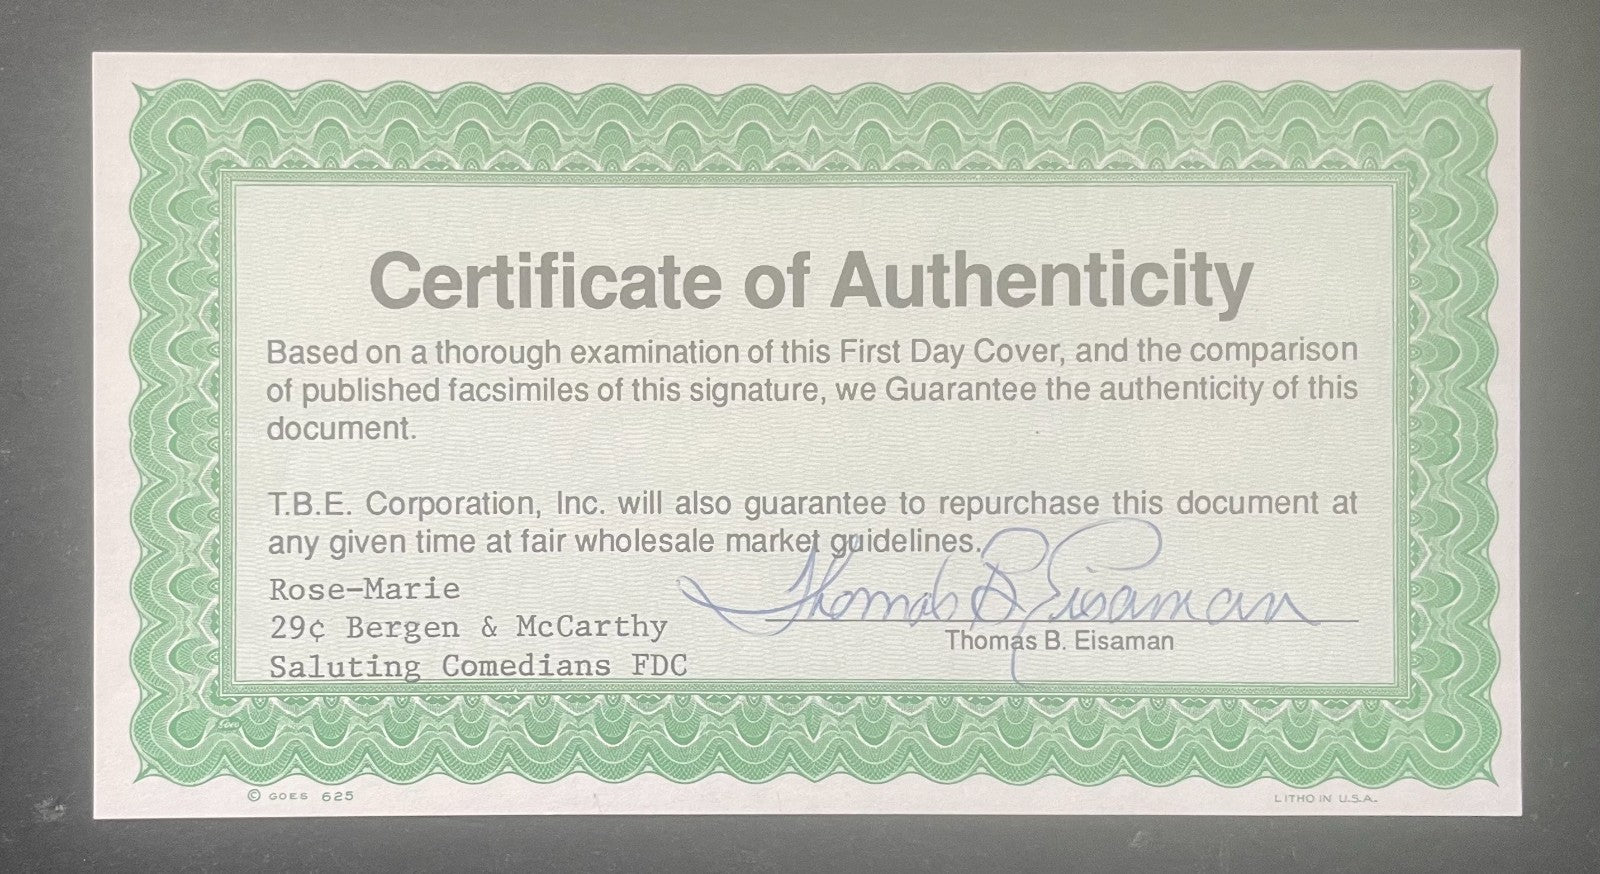 Certificate of Authenticity
Based on a thorough examination of this First Day Cover, and the comparison
of published facsimiles of this signature, we Guarantee the authenticity of this
document.
T.B.E. Corporation, Inc. will also guarantee to repurchase this document at
any given time at fair wholesale market guidelines.
Rose-Marie
29¢ Bergen & McCarthy
Saluting Comedians FDC
Thomas B. Eisaman
Thomas B. Eisaman
Goes
© GOES 625
LITHO IN U.S.A.